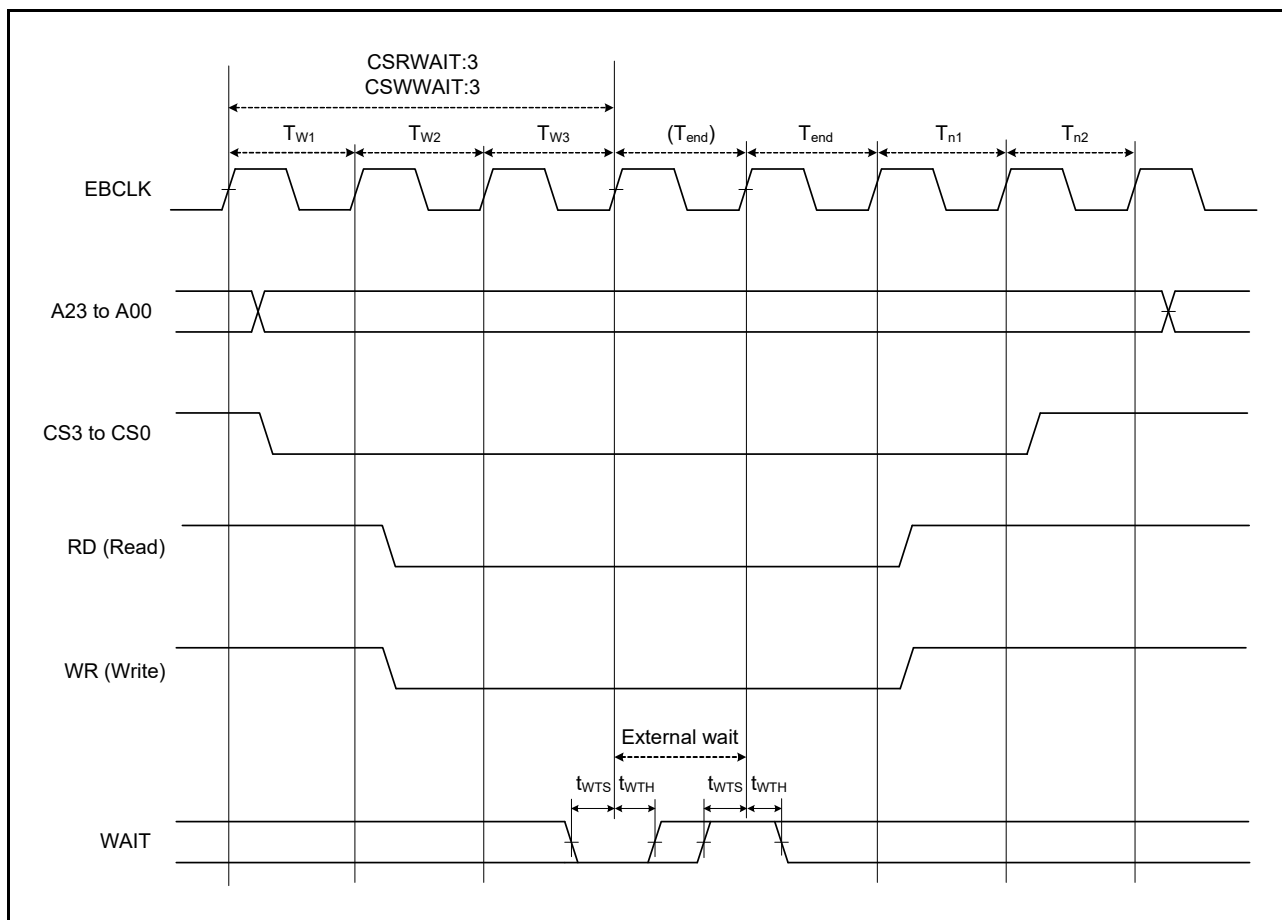 CSRWAIT:3
CSWWAIT:3
TW1 TW2 TW3 (Tend) Tend Tn1 Tn2
EBCLK
A23 to A00
CS3 to CS0
RD (Read)
WR (Write)
External wait
tWTS tWTH tWTS tWTH
WAIT